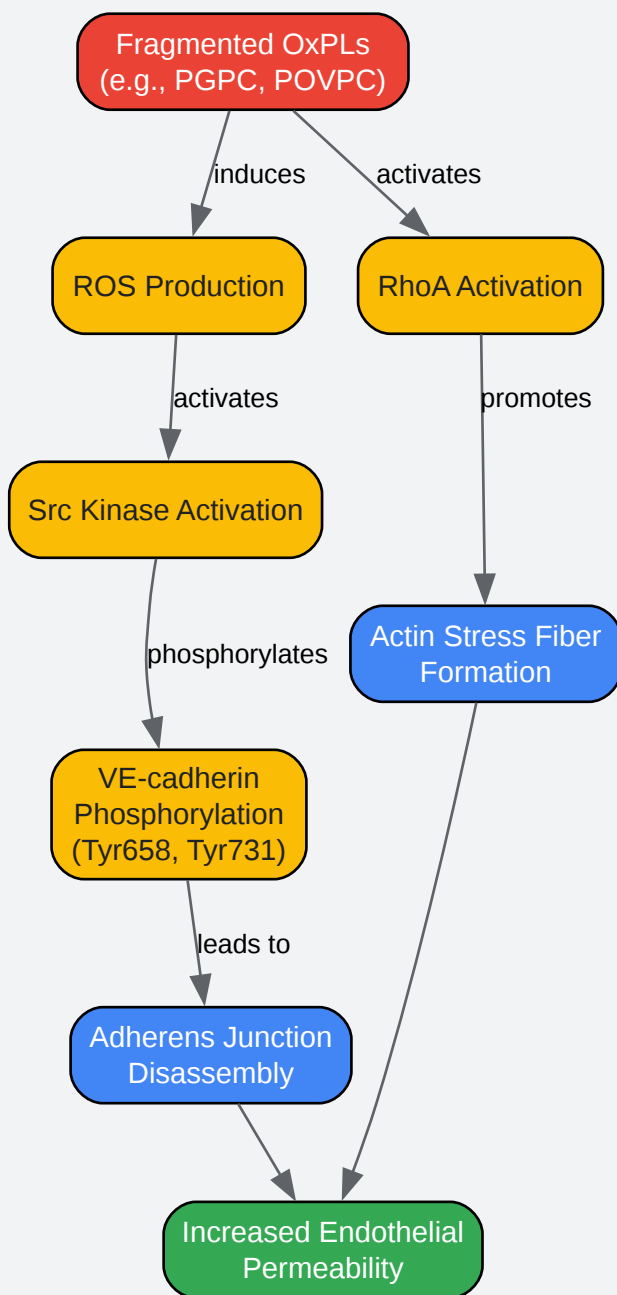 Fragmented OxPLs
(e.g., PGPC, POVPC)
induces
activates
ROS Production
RhoA Activation
activates
promotes
Src Kinase Activation
Actin Stress Fiber
Formation
phosphorylates
VE-cadherin
Phosphorylation
(Tyr658, Tyr731)
leads to
Adherens Junction
Disassembly
Increased Endothelial
Permeability